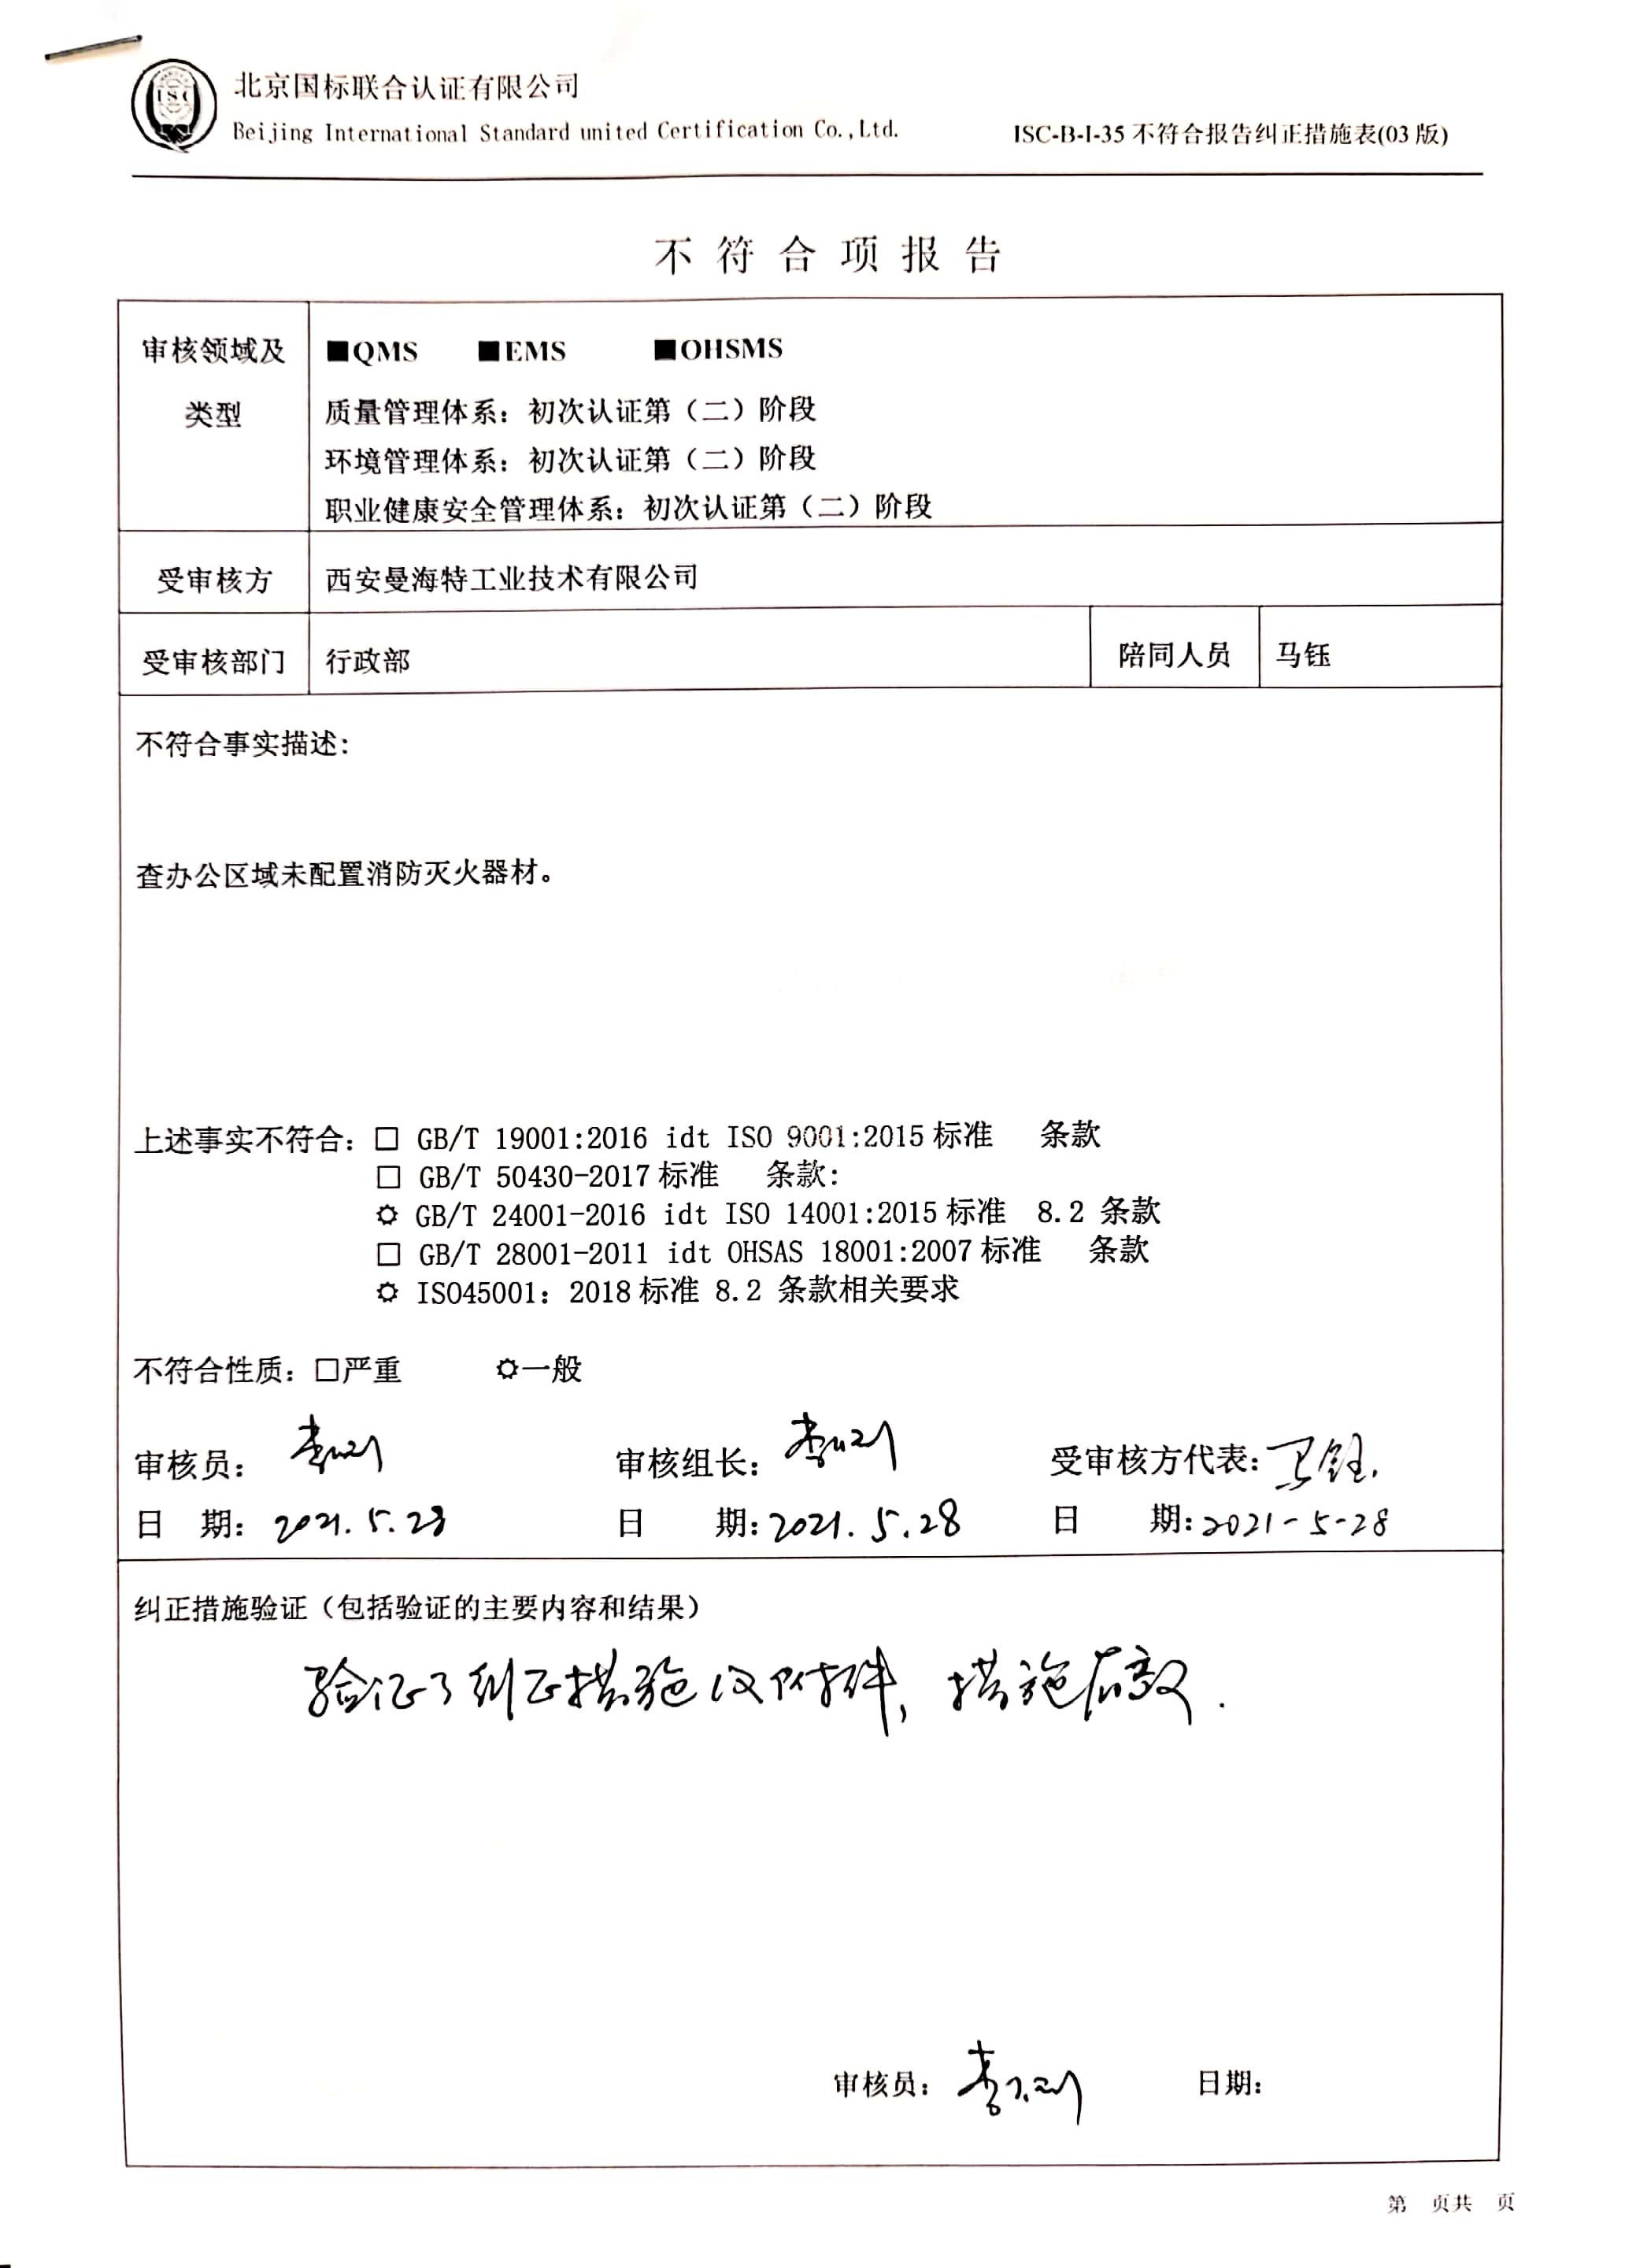 北京国标联合认证有限公司
Beijing International Standard united Certification Co.,Ltd.
ISC-B-I-35 不符合报告纠正措施表(03 版)
不符合项报告
审核领域及类型
■QMS ■EMS ■OHSMS
质量管理体系：初次认证第（二）阶段
环境管理体系：初次认证第（二）阶段
职业健康安全管理体系：初次认证第（二）阶段
受审核方 西安曼海特工业技术有限公司
受审核部门 行政部 陪同人员 马钰
不符合事实描述：
查办公区域未配置消防灭火器材。
上述事实不符合：□ GB/T 19001:2016 idt ISO 9001:2015 标准 条款
□ GB/T 50430-2017 标准 条款：
✡ GB/T 24001-2016 idt ISO 14001:2015 标准 8.2 条款
□ GB/T 28001-2011 idt OHSAS 18001:2007 标准 条款
✡ ISO45001：2018 标准 8.2 条款相关要求
不符合性质：□严重 ✡一般
审核员： 审核组长： 受审核方代表：马钰.
日 期：2021.5.28 日 期：2021.5.28 日 期：2021-5-28
纠正措施验证（包括验证的主要内容和结果）
验证了纠正措施及附件，措施有效.
审核员： 日期：
第 页共 页